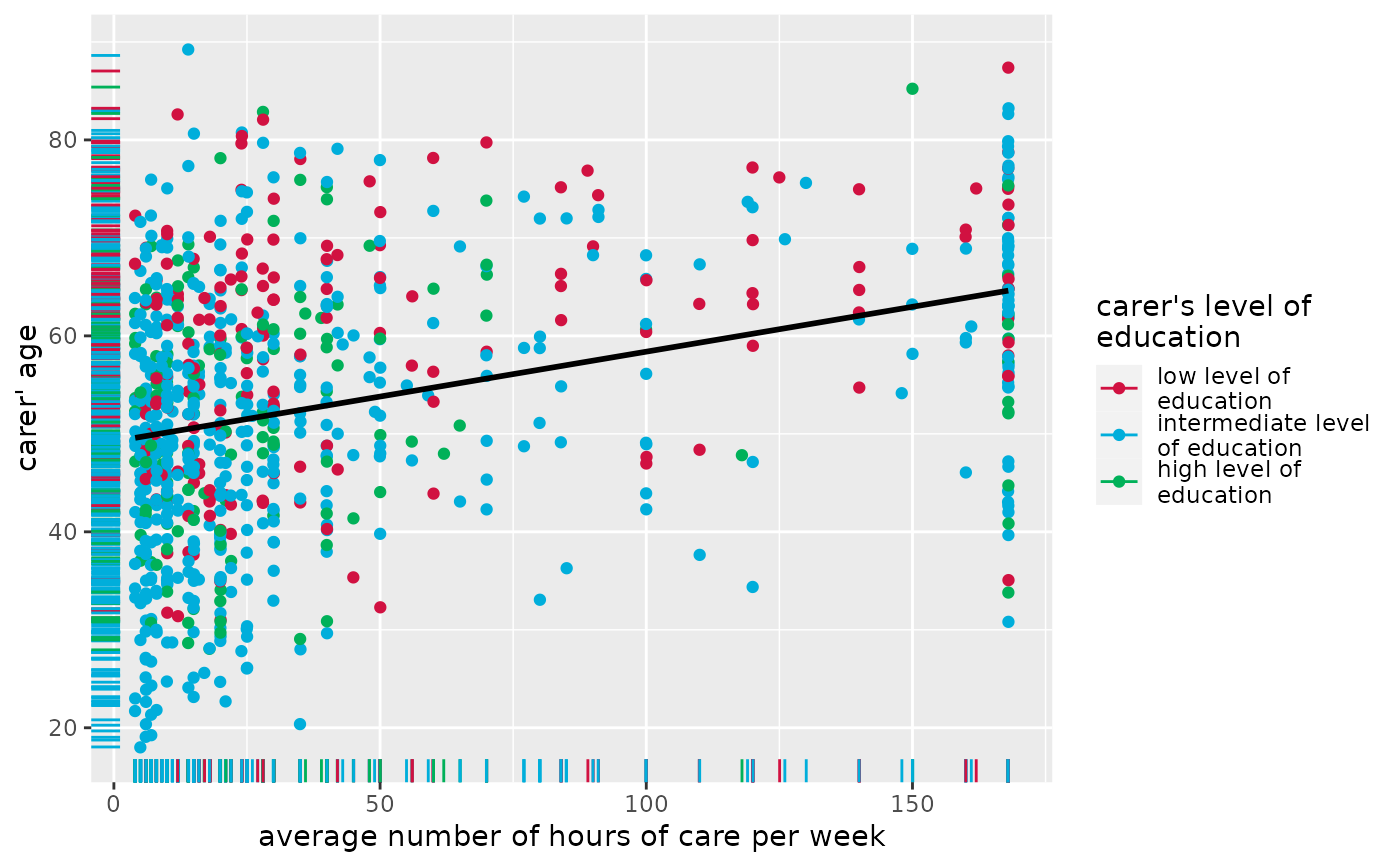 80
60
40
20
0
50
100
150
average number of hours of care per week
carer' age
carer's level of
education
low level of
education
intermediate level
of education
high level of
education